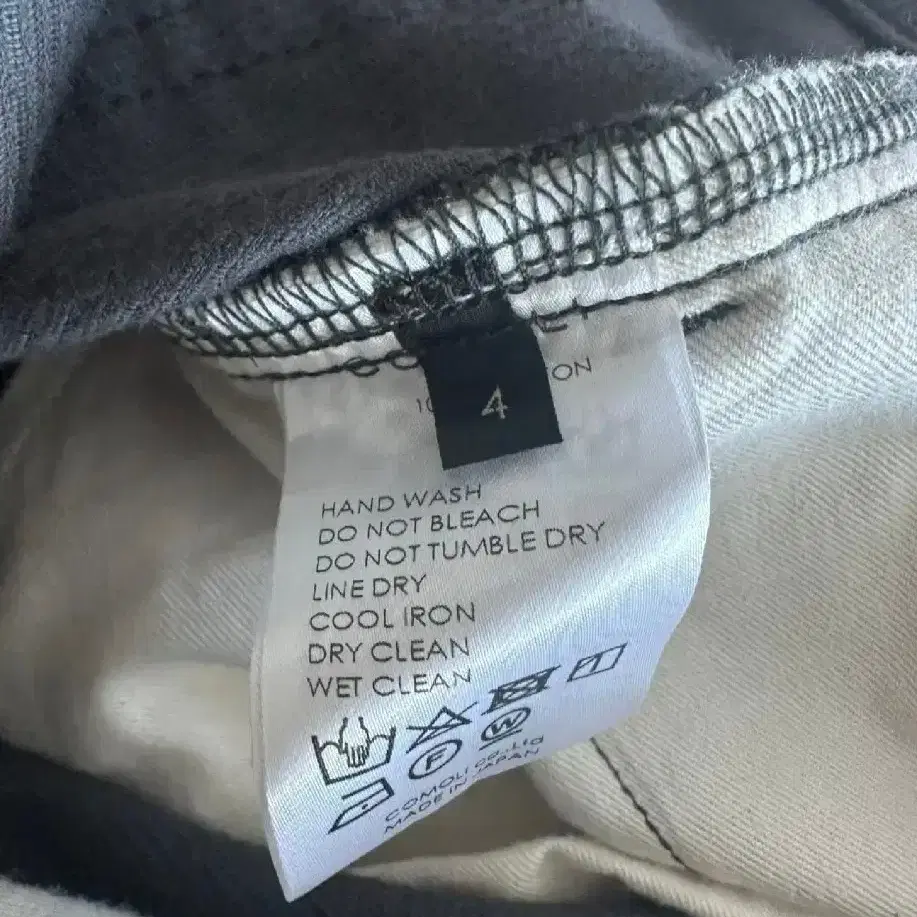 4
HAND WASH
DO NOT BLEACH
DO NOT TUMBLE DRY
LINE DRY
COOL IRON
DRY CLEAN
WET CLEAN
F
W
COMOLI CO.,Ltd
MADE IN JAPAN